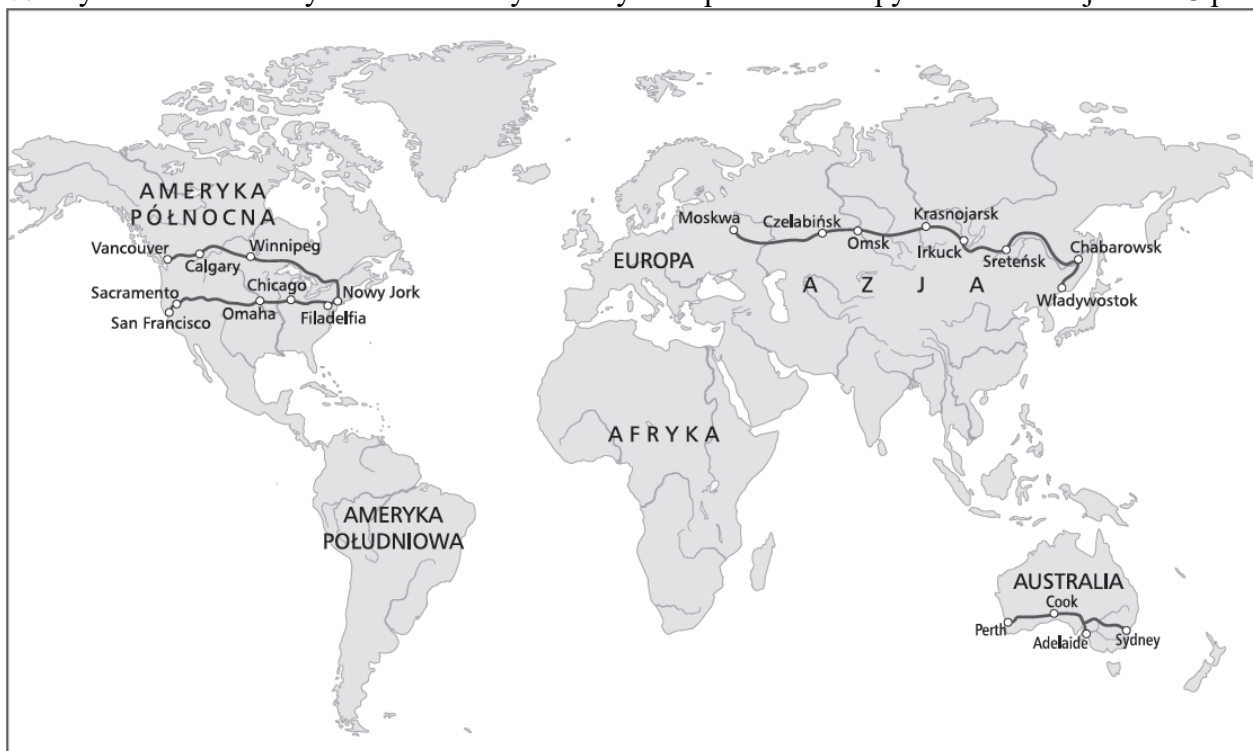 AMERYKA
PÓŁNOCNA
Vancouver
Winnipeg
Calgary
Sacramento
Chicago
Nowy Jork
San Francisco
Omaha
Filadelfia
AMERYKA
POŁUDNIOWA
EUROPA
AFRYKA
Moskwa
Czelabińsk
Omsk
Krasnojarsk
Irkuck
Sreteńsk
Chabarowsk
Władywostok
AZJA
AUSTRALIA
Cook
Perth
Adelaide
Sydney